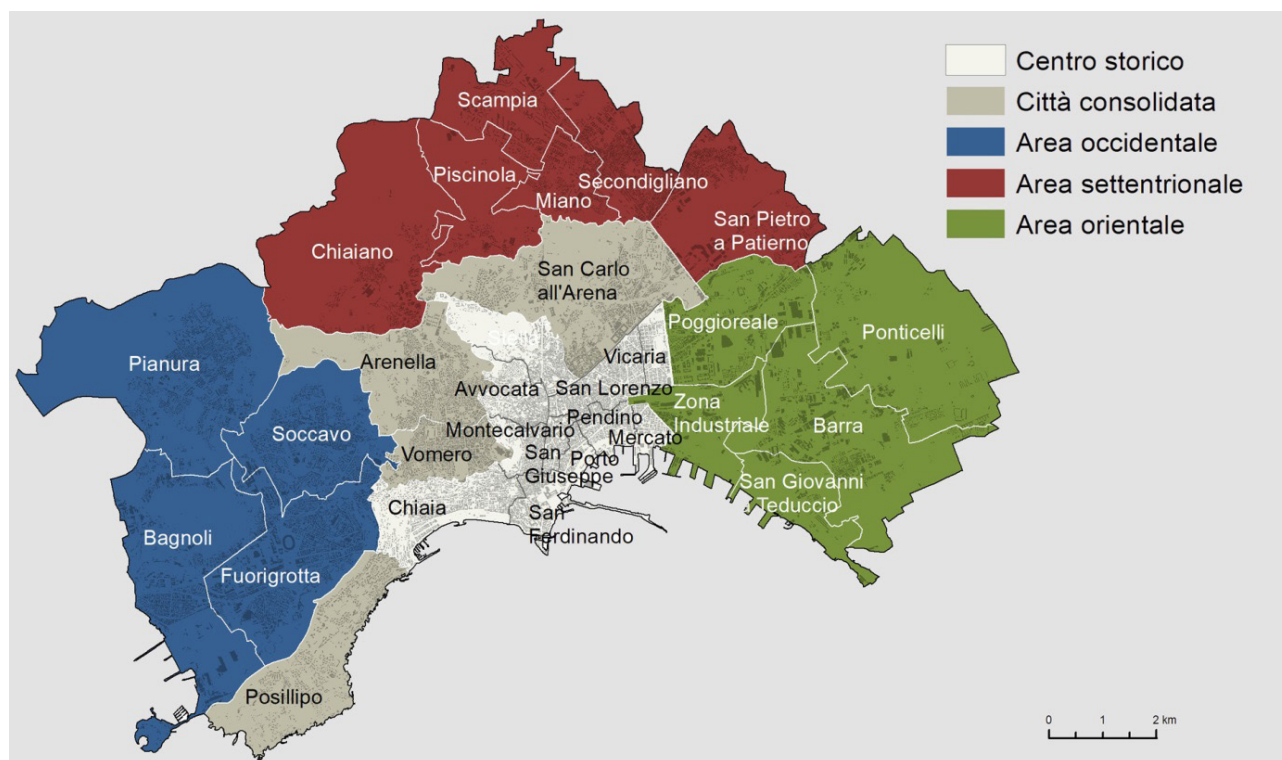 Centro storico
Città consolidata
Area occidentale
Area settentrionale
Area orientale
Scampia
Piscinola
Secondigliano
Miano
San Pietro
a Patierno
Chiaiano
San Carlo
all'Arena
Poggioreale
Ponticelli
Stella
Pianura
Arenella
Vicaria
Avvocata
San Lorenzo
Zona
Industriale
Pendino
Soccavo
Montecalvario
Mercato
Barra
Vomero
San
Giuseppe
Porto
San Giovanni
a Teduccio
Chiaia
San
Ferdinando
Bagnoli
Fuorigrotta
Posillipo
0 1 2 km